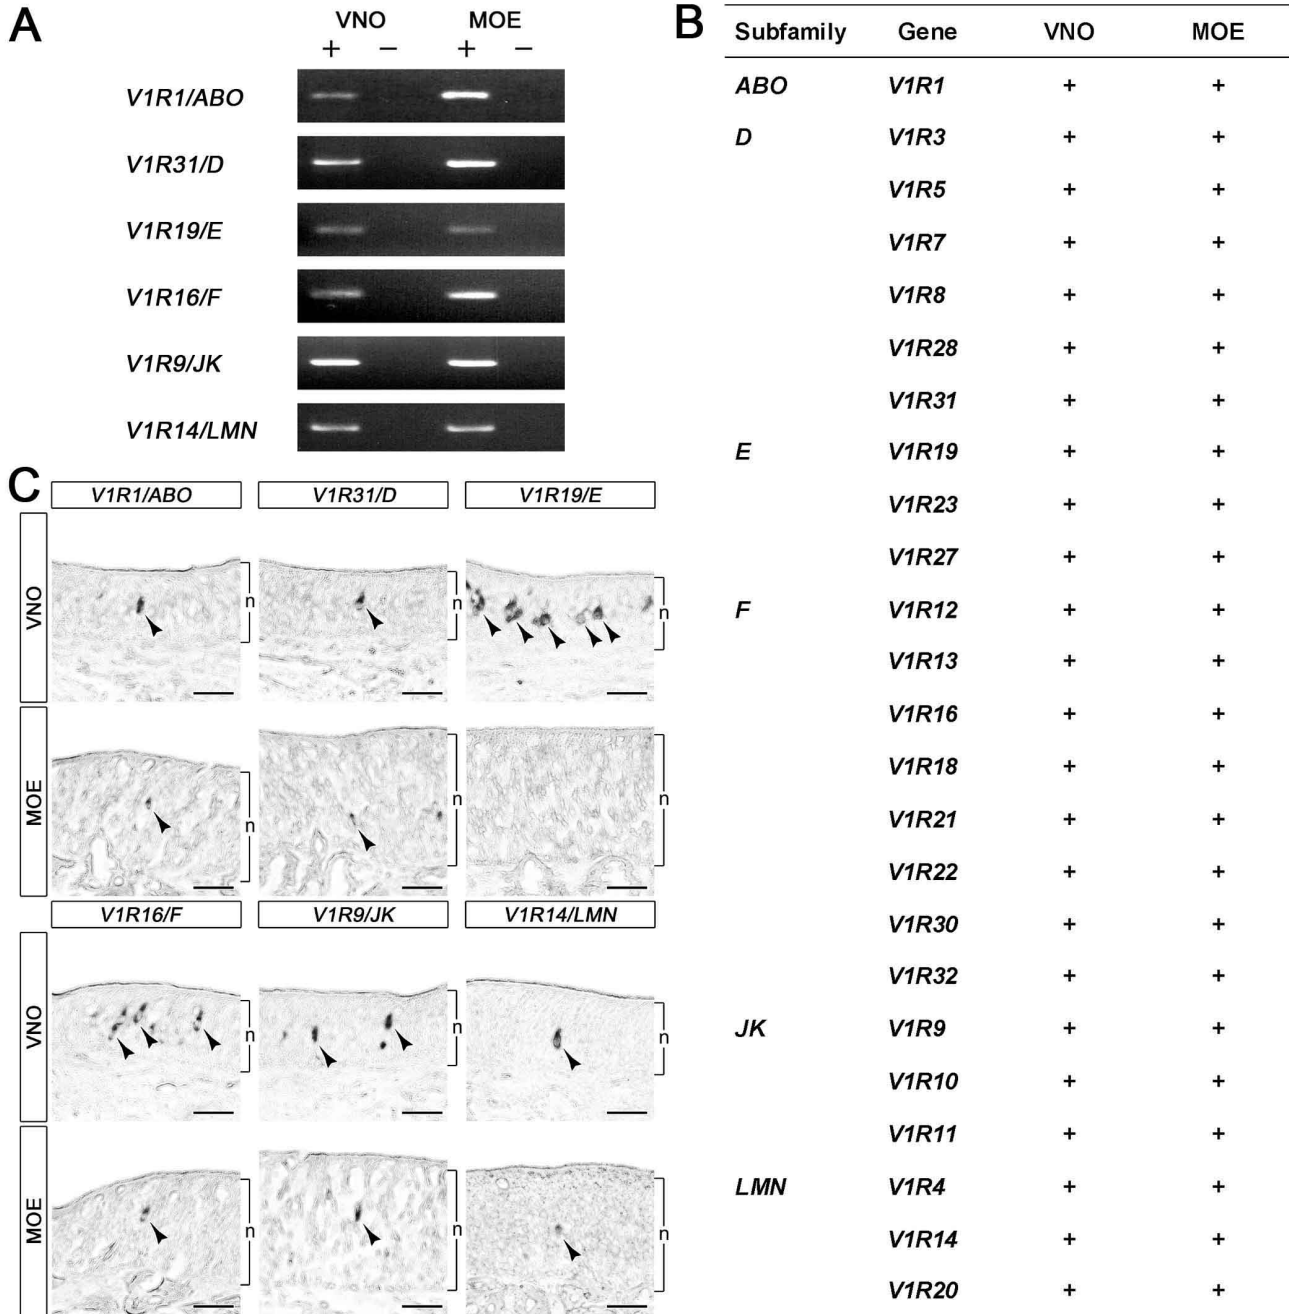 A
VNO MOE
+ − + −
V1R1/ABO
V1R31/D
V1R19/E
V1R16/F
V1R9/JK
V1R14/LMN
B
Subfamily Gene VNO MOE
ABO V1R1 + +
D V1R3 + +
V1R5 + +
V1R7 + +
V1R8 + +
V1R28 + +
V1R31 + +
E V1R19 + +
V1R23 + +
V1R27 + +
F V1R12 + +
V1R13 + +
V1R16 + +
V1R18 + +
V1R21 + +
V1R22 + +
V1R30 + +
V1R32 + +
JK V1R9 + +
V1R10 + +
V1R11 + +
LMN V1R4 + +
V1R14 + +
V1R20 + +
C
V1R1/ABO V1R31/D V1R19/E
VNO n n n
MOE n n n
V1R16/F V1R9/JK V1R14/LMN
VNO n n n
MOE n n n